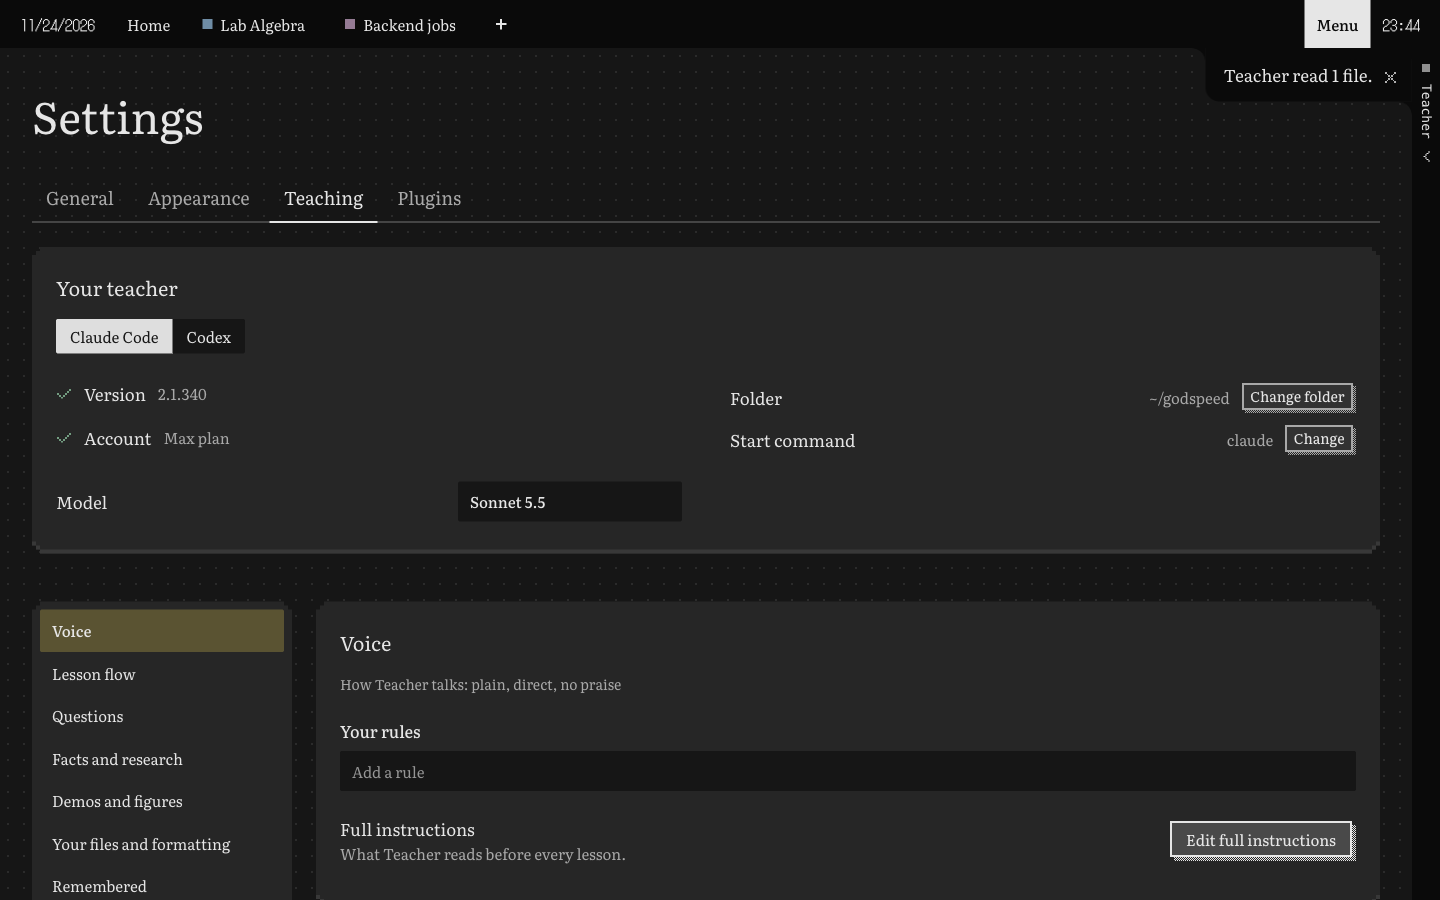 11/24/2026 Home Lab Algebra Backend jobs + Menu 23:44
Teacher read 1 file.
Teacher
Settings
General Appearance Teaching Plugins
Your teacher
Claude Code Codex
Version 2.1.340
Folder ~/godspeed Change folder
Account Max plan
Start command claude Change
Model Sonnet 5.5
Voice
Lesson flow
Questions
Facts and research
Demos and figures
Your files and formatting
Remembered
Voice
How Teacher talks: plain, direct, no praise
Your rules
Add a rule
Full instructions
What Teacher reads before every lesson.
Edit full instructions